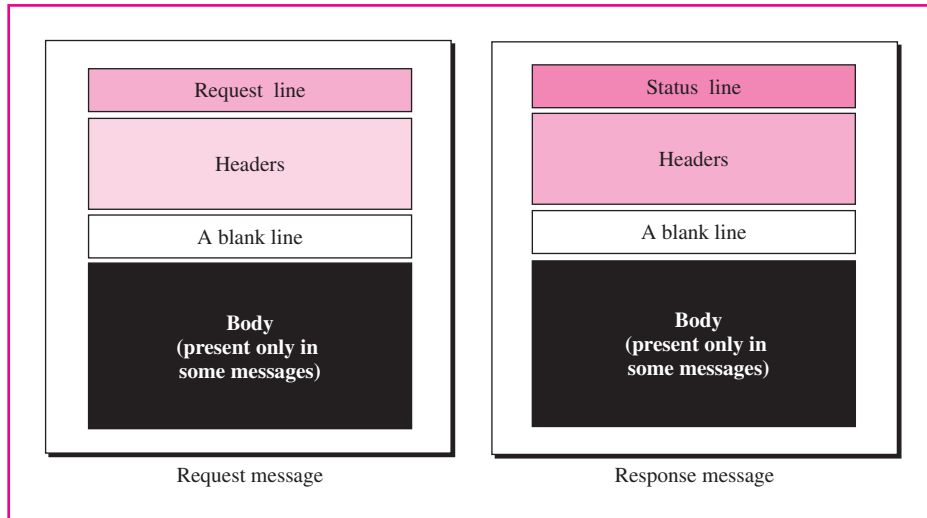 Request line
Headers
A blank line
Body
(present only in
some messages)
Request message
Status line
Headers
A blank line
Body
(present only in
some messages)
Response message